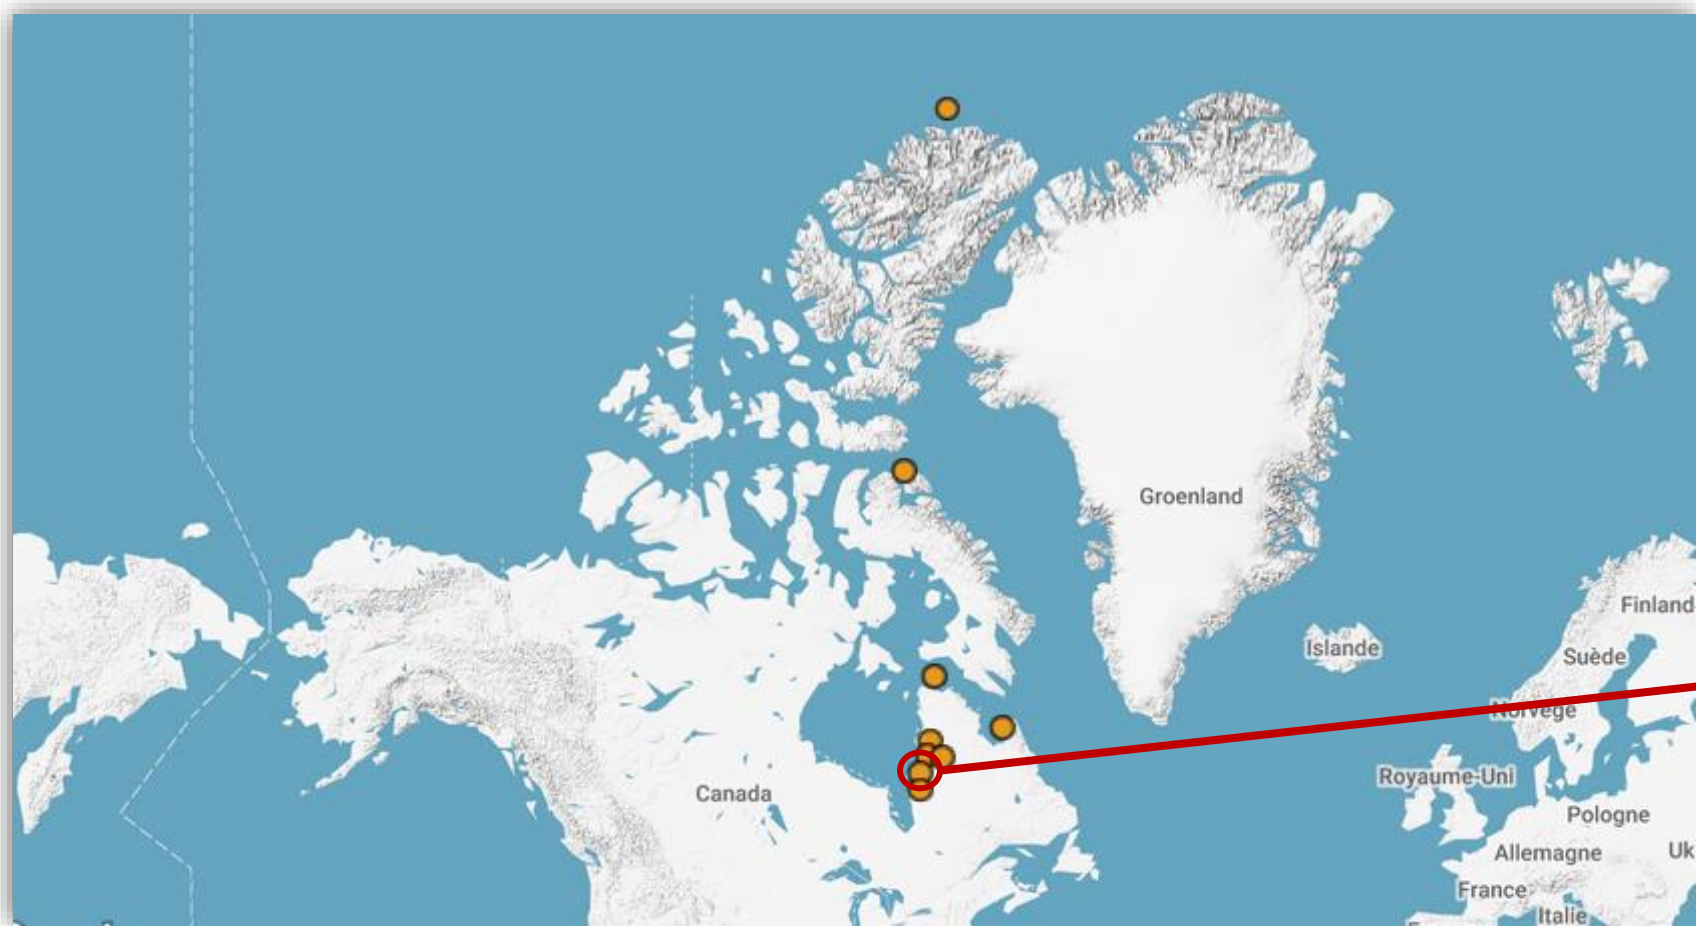 Groenland
Finland
Islande
Suède
Norvège
Royaume-Uni
Canada
Pologne
Allemagne
Uk
France
Italie